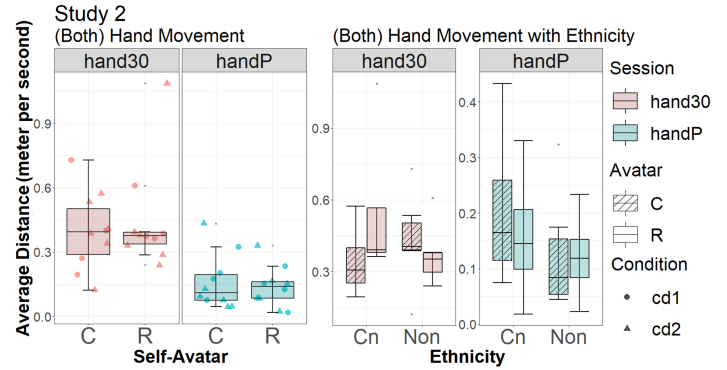 Study 2
(Both) Hand Movement
(Both) Hand Movement with Ethnicity
hand30
handP
hand30
handP
Average Distance (meter per second)
0.9
0.6
0.3
0.0
0.9
0.6
0.3
0.4
0.3
0.2
0.1
0.0
C
R
C
R
Cn
Non
Cn
Non
Self-Avatar
Ethnicity
Session
hand30
handP
Avatar
C
R
Condition
cd1
cd2